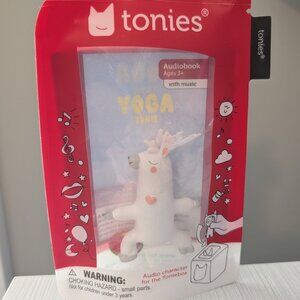 tonies®
tonies®
Audiobook
Ages 3+
with music
YOGA
WARNING:
CHOKING HAZARD - small parts.
Not for children under 3 years.
Audio character
for the Toniebox